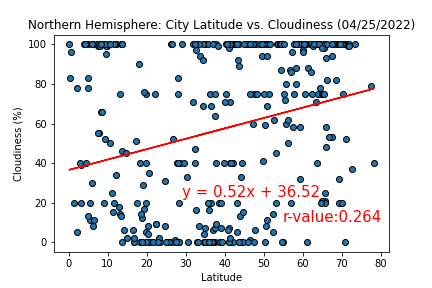 Northern Hemisphere: City Latitude vs. Cloudiness (04/25/2022)
100
80
60
40
20
0
Cloudiness (%)
y = 0.52x + 36.52
r-value:0.264
0 10 20 30 40 50 60 70 80
Latitude